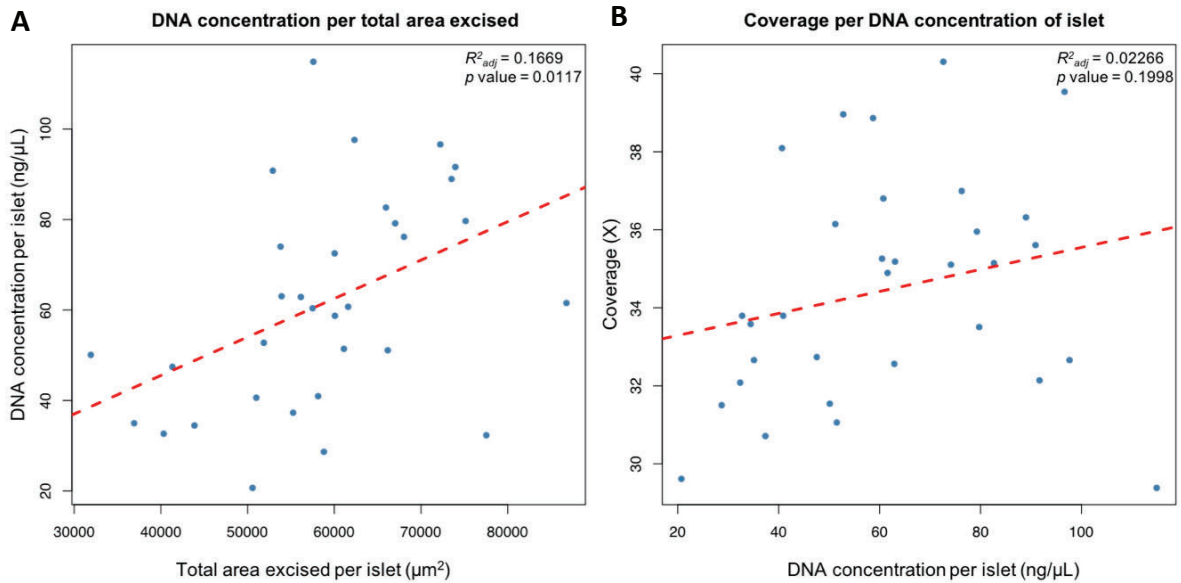 A
DNA concentration per total area excised
R²adj = 0.1669
p value = 0.0117
DNA concentration per islet (ng/µL)
100
80
60
40
20
30000 40000 50000 60000 70000 80000
Total area excised per islet (µm²)
B
Coverage per DNA concentration of islet
R²adj = 0.02266
p value = 0.1998
Coverage (X)
40
38
36
34
32
30
20 40 60 80 100
DNA concentration per islet (ng/µL)